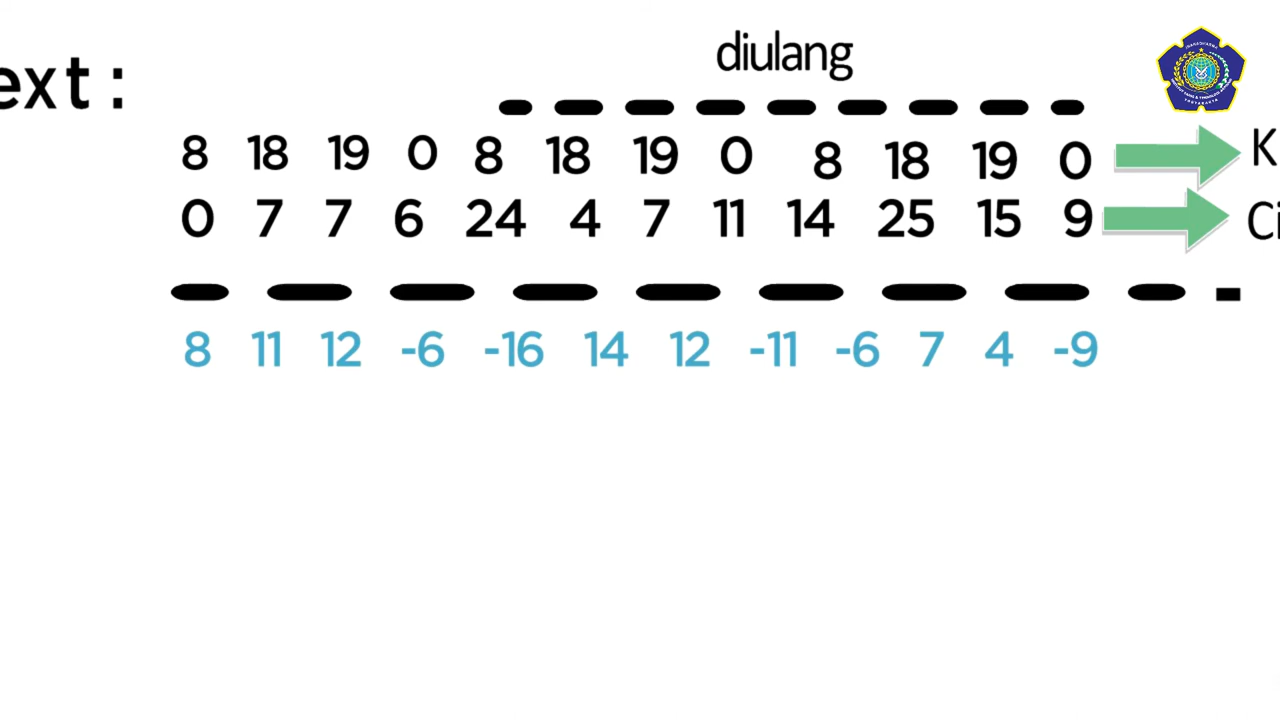 diulang
ext :
8 18 19 0 8 18 19 0 8 18 19 0 K
0 7 7 6 24 4 7 11 14 25 15 9 Ci
8 11 12 -6 -16 14 12 -11 -6 7 4 -9